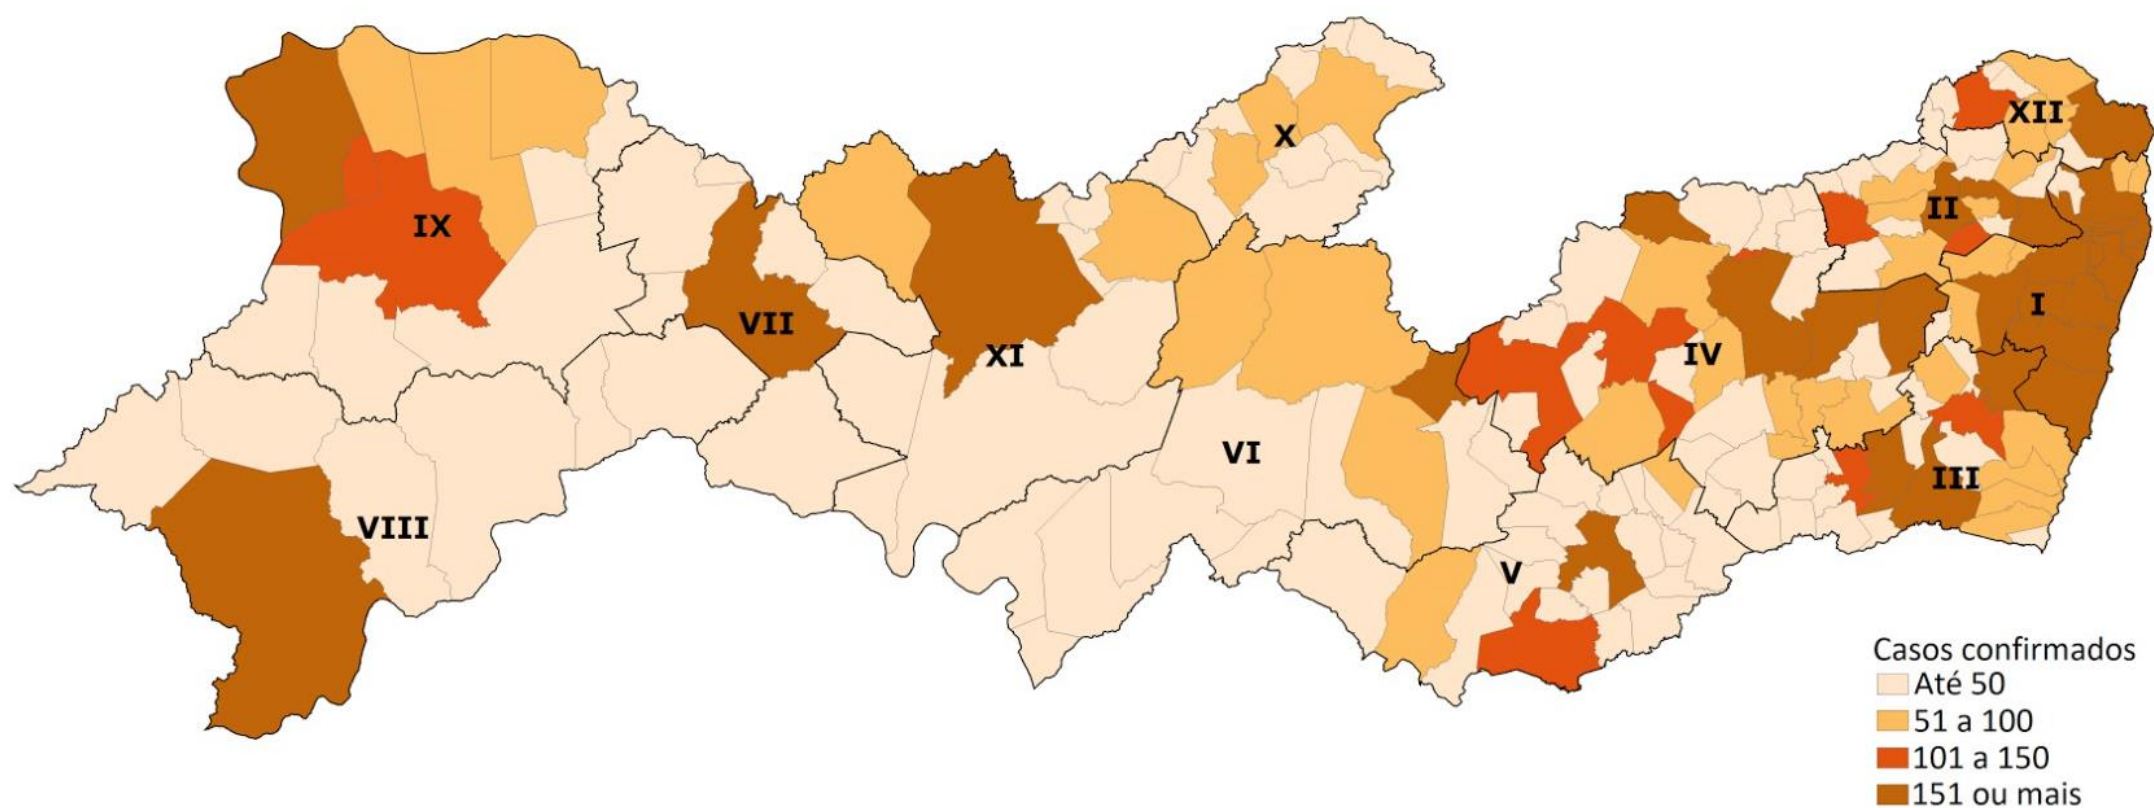 XII
X
II
IX
I
VII
XI
IV
VI
III
VIII
V
Casos confirmados
Até 50
51 a 100
101 a 150
151 ou mais